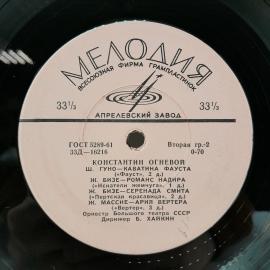 МЕЛОДИЯ
ВСЕСОЮЗНАЯ ФИРМА ГРАМПЛАСТИНОК
33⅓
33⅓
АПРЕЛЕВСКИЙ ЗАВОД
ГОСТ 5289-61
Вторая гр.-2
33Д—16216
0-70
КОНСТАНТИН ОГНЕВОЙ
Ш. ГУНО—КАВАТИНА ФАУСТА
(«Фауст», 2 д.)
Ж. БИЗЕ—РОМАНС НАДИРА
(«Искатели жемчуга», 1 д.)
Ж. БИЗЕ—СЕРЕНАДА СМИТА
(«Пертская красавица», 2 д.)
Ж. МАССНЕ—АРИЯ ВЕРТЕРА
(«Вертер», 3 д.)
Оркестр Большого театра СССР
Дирижер Б. ХАЙКИН